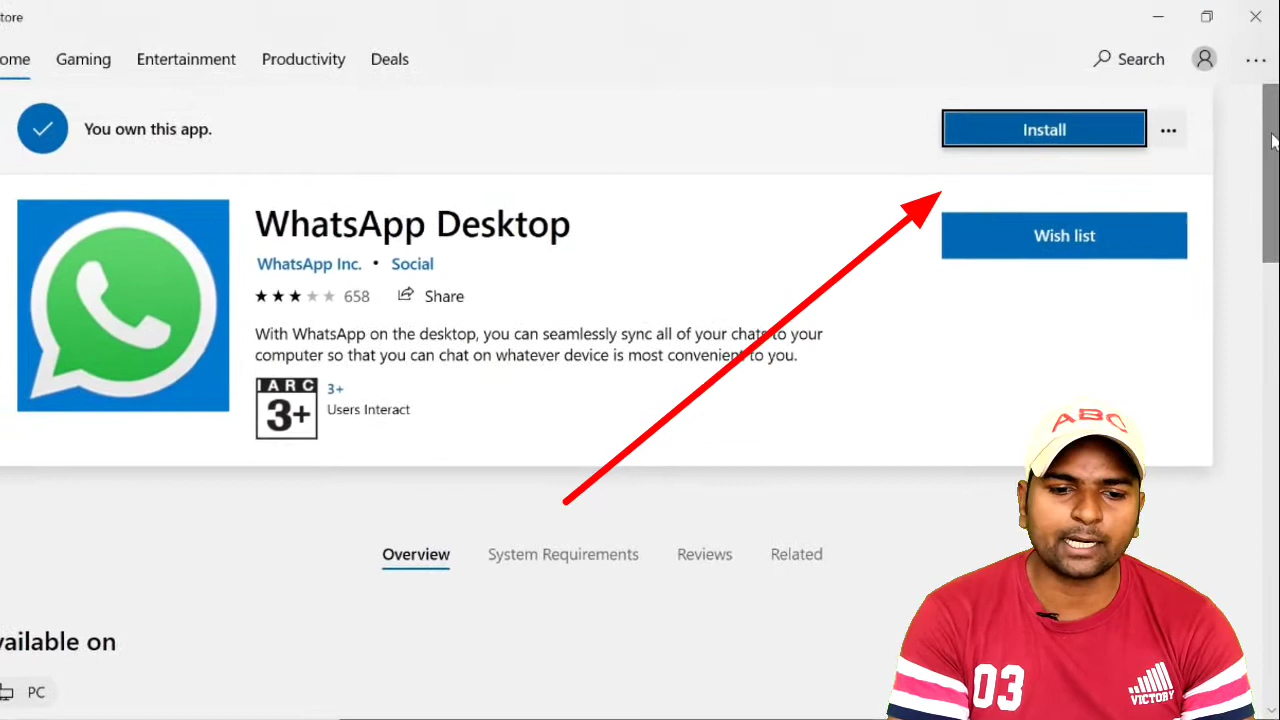 tore
ome Gaming Entertainment Productivity Deals Search
You own this app. Install
WhatsApp Desktop
Wish list
WhatsApp Inc. • Social
658 Share
With WhatsApp on the desktop, you can seamlessly sync all of your chats to your
computer so that you can chat on whatever device is most convenient to you.
IARC
3+
3+
Users Interact
ABC
Overview System Requirements Reviews Related
vailable on
PC
03
VICTORY